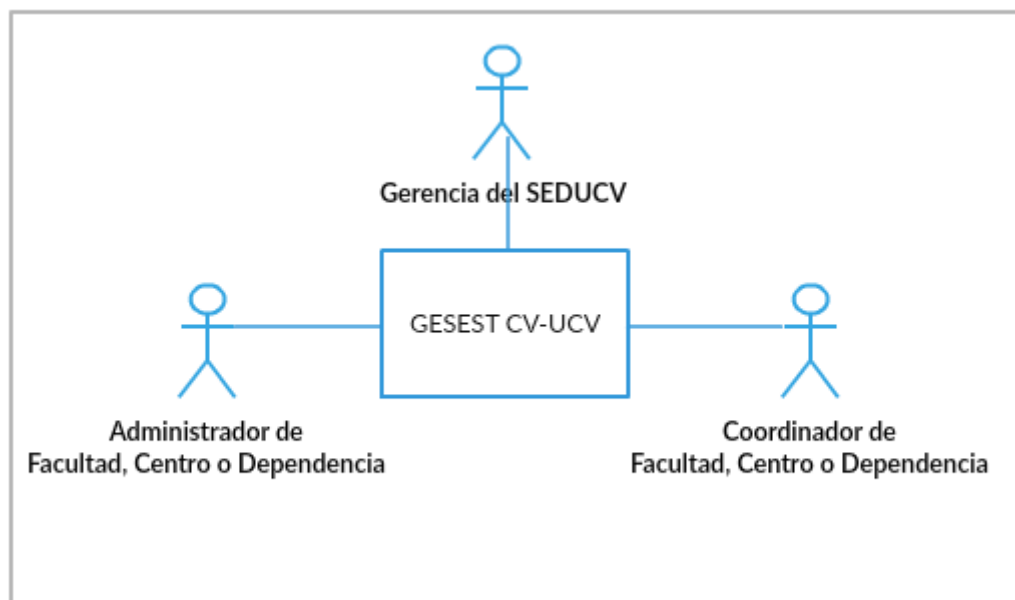 Gerencia del SEDUCV
GESEST CV-UCV
Administrador de
Facultad, Centro o Dependencia
Coordinador de
Facultad, Centro o Dependencia